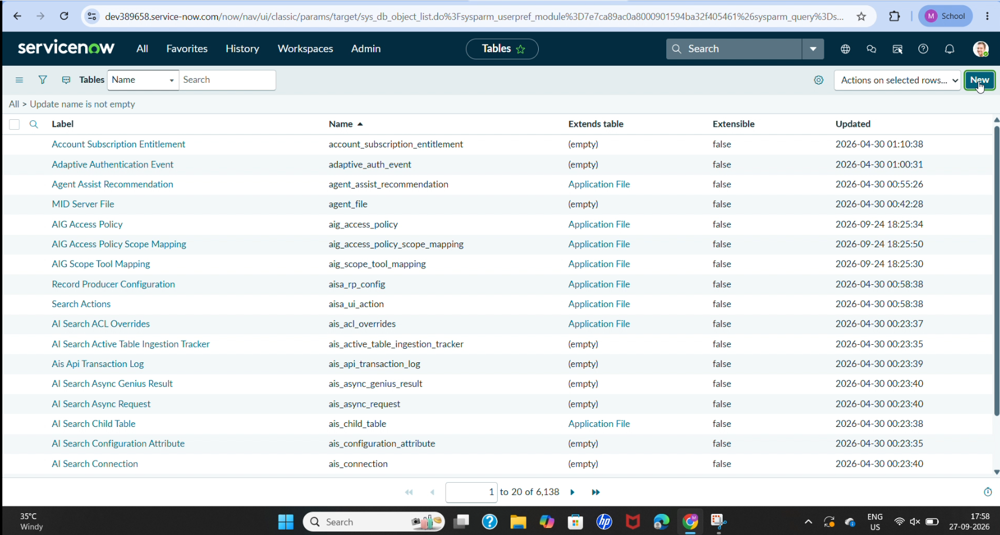 dev389658.service-now.com/now/nav/ui/classic/params/target/sys_db_object_list.do%3Fsysparm_userpref_module%3D7e7ca89ac0a8000901594ba32f405461%26sysparm_query%3Ds...
M School
servicenow All Favorites History Workspaces Admin Tables Search
Tables Name Search Actions on selected rows... New
All > Update name is not empty
Label Name Extends table Extensible Updated
Account Subscription Entitlement account_subscription_entitlement (empty) false 2026-04-30 01:10:38
Adaptive Authentication Event adaptive_auth_event (empty) false 2026-04-30 01:00:31
Agent Assist Recommendation agent_assist_recommendation Application File false 2026-04-30 00:55:26
MID Server File agent_file (empty) false 2026-04-30 00:42:28
AIG Access Policy aig_access_policy Application File false 2026-09-24 18:25:34
AIG Access Policy Scope Mapping aig_access_policy_scope_mapping Application File false 2026-09-24 18:25:50
AIG Scope Tool Mapping aig_scope_tool_mapping Application File false 2026-09-24 18:25:30
Record Producer Configuration aisa_rp_config Application File false 2026-04-30 00:58:38
Search Actions aisa_ui_action Application File false 2026-04-30 00:58:38
AI Search ACL Overrides ais_acl_overrides Application File false 2026-04-30 00:23:37
AI Search Active Table Ingestion Tracker ais_active_table_ingestion_tracker (empty) false 2026-04-30 00:23:35
Ais Api Transaction Log ais_api_transaction_log (empty) false 2026-04-30 00:23:39
AI Search Async Genius Result ais_async_genius_result (empty) false 2026-04-30 00:23:40
AI Search Async Request ais_async_request (empty) false 2026-04-30 00:23:40
AI Search Child Table ais_child_table Application File false 2026-04-30 00:23:38
AI Search Configuration Attribute ais_configuration_attribute (empty) false 2026-04-30 00:23:35
AI Search Connection ais_connection (empty) false 2026-04-30 00:23:40
1 to 20 of 6,138
35°C
Windy
Search
hp
ENG
US
17:58
27-09-2026